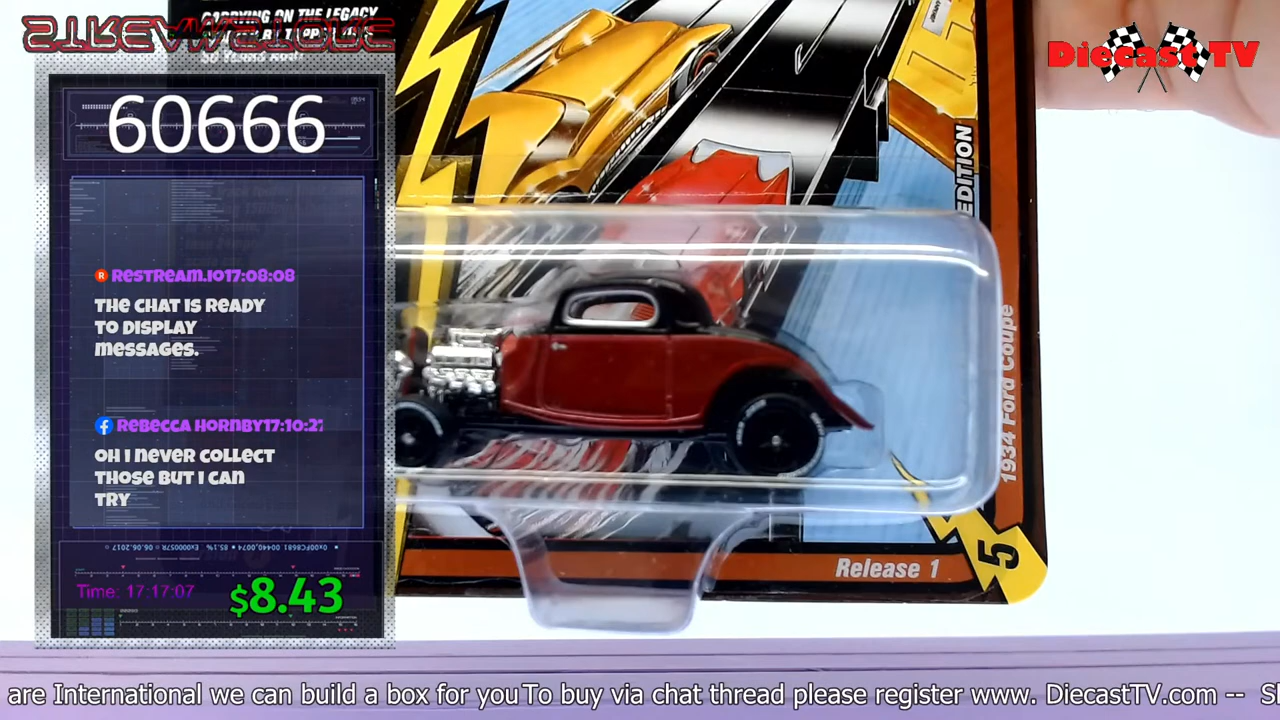 CARRYING ON THE LEGACY
Diecast TV
60666
EDITION
Restream.IO17:08:08
The chat is ready
to display
messages.
Rebecca Hornby17:10:2
Oh I never collect
those but I can
try
1934 Ford Coupe
Release 1
5
Time: 17:17:07
$8.43
are International we can build a box for you To buy via chat thread please register www. DiecastTV.com --